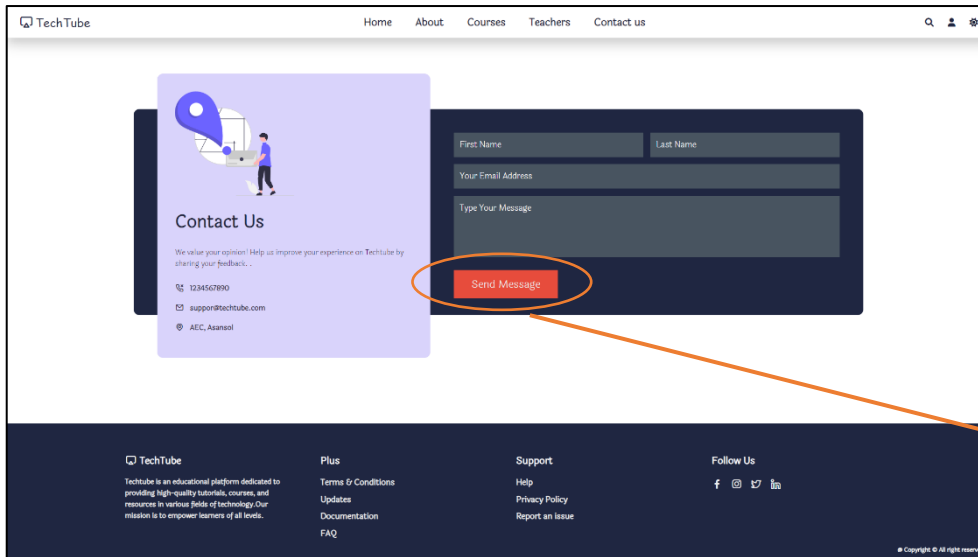 TechTube
Home About Courses Teachers Contact us
First Name Last Name
Your Email Address
Type Your Message
Send Message
Contact Us
We value your opinion! Help us improve your experience on Techtube by
sharing your feedback. .
1234567890
suppor@techtube.com
AEC, Asansol
TechTube
Techtube is an educational platform dedicated to
providing high-quality tutorials, courses, and
resources in various fields of technology.Our
mission is to empower learners of all levels.
Plus
Terms & Conditions
Updates
Documentation
FAQ
Support
Help
Privacy Policy
Report an issue
Follow Us
Copyright © All right reserve